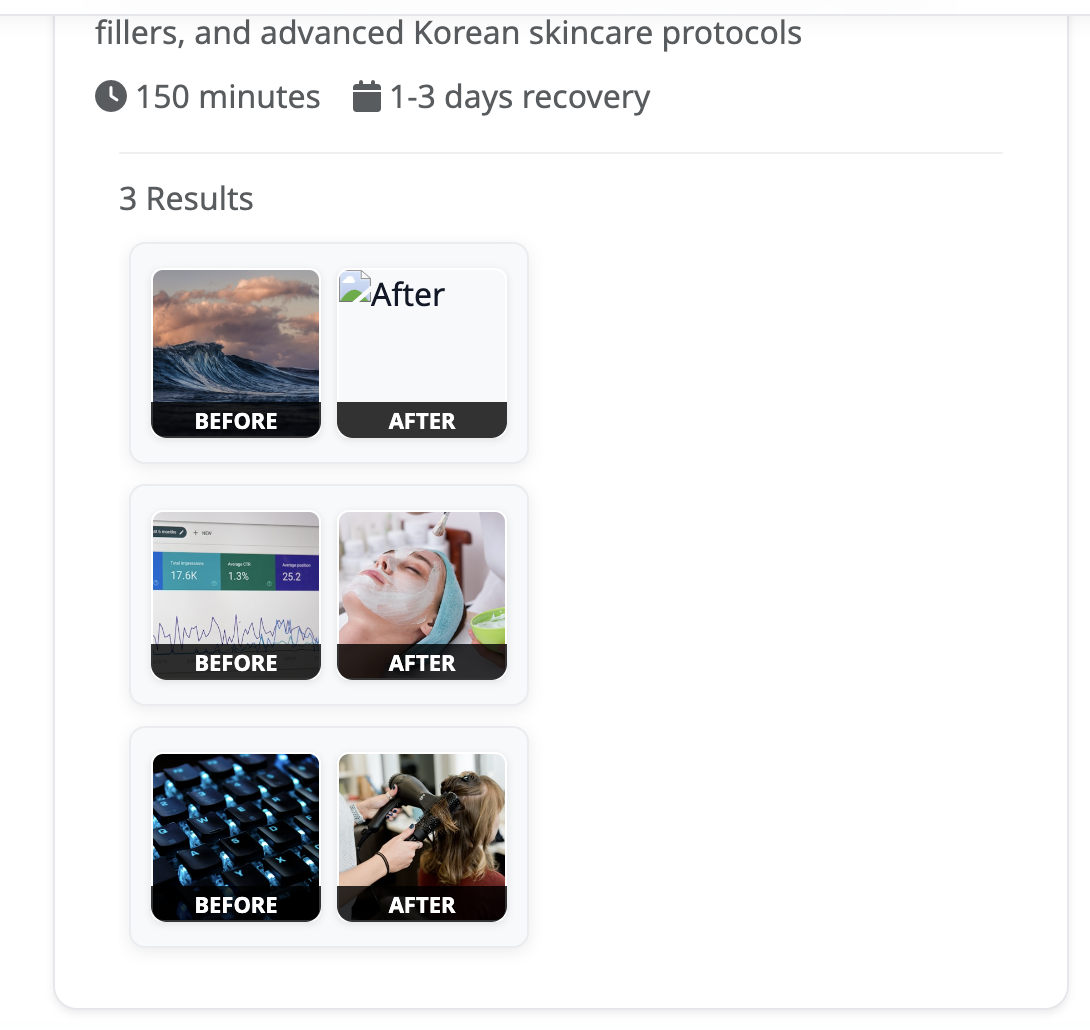 fillers, and advanced Korean skincare protocols
150 minutes 1-3 days recovery
3 Results
After
BEFORE AFTER
+ NEW
Total impressions Average CTR Average position
17.6K 1.3% 25.2
BEFORE AFTER
BEFORE AFTER